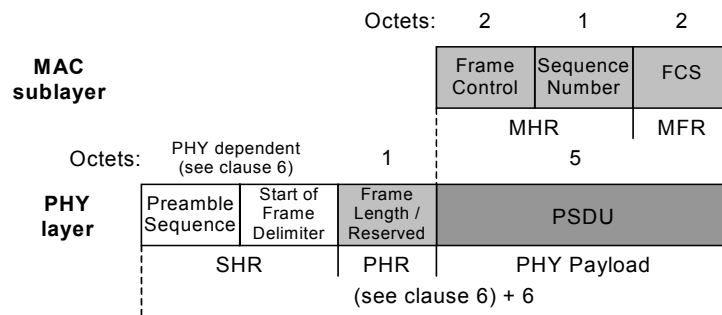 Octets: 2 1 2
MAC sublayer
Frame Control
Sequence Number
FCS
MHR MFR
Octets: PHY dependent (see clause 6) 1 5
PHY layer
Preamble Sequence
Start of Frame Delimiter
Frame Length / Reserved
PSDU
SHR PHR PHY Payload
(see clause 6) + 6